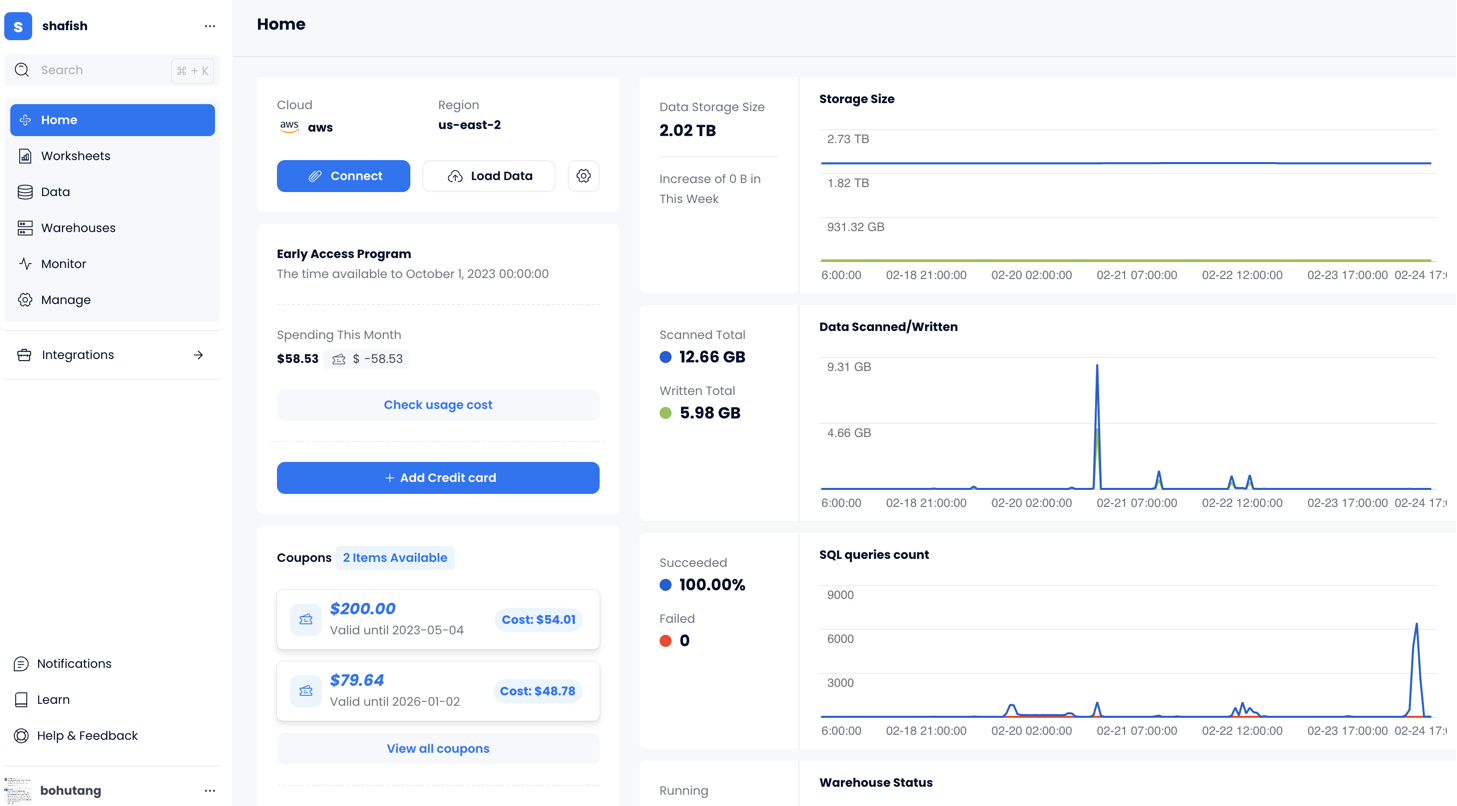 S shafish ...
Search ⌘ + K
Home
Worksheets
Data
Warehouses
Monitor
Manage
Integrations
Notifications
Learn
Help & Feedback
bohutang ...
Home
Cloud
aws aws
Region
us-east-2
Connect
Load Data
Early Access Program
The time available to October 1, 2023 00:00:00
Spending This Month
$58.53 $ -58.53
Check usage cost
+ Add Credit card
Coupons 2 Items Available
$200.00
Valid until 2023-05-04
Cost: $54.01
$79.64
Valid until 2026-01-02
Cost: $48.78
View all coupons
Data Storage Size
2.02 TB
Increase of 0 B in
This Week
Storage Size
2.73 TB
1.82 TB
931.32 GB
6:00:00 02-18 21:00:00 02-20 02:00:00 02-21 07:00:00 02-22 12:00:00 02-23 17:00:00 02-24 17:
Scanned Total
12.66 GB
Written Total
5.98 GB
Data Scanned/Written
9.31 GB
4.66 GB
6:00:00 02-18 21:00:00 02-20 02:00:00 02-21 07:00:00 02-22 12:00:00 02-23 17:00:00 02-24 17:
Succeeded
100.00%
Failed
0
SQL queries count
9000
6000
3000
6:00:00 02-18 21:00:00 02-20 02:00:00 02-21 07:00:00 02-22 12:00:00 02-23 17:00:00 02-24 17:
Running
Warehouse Status